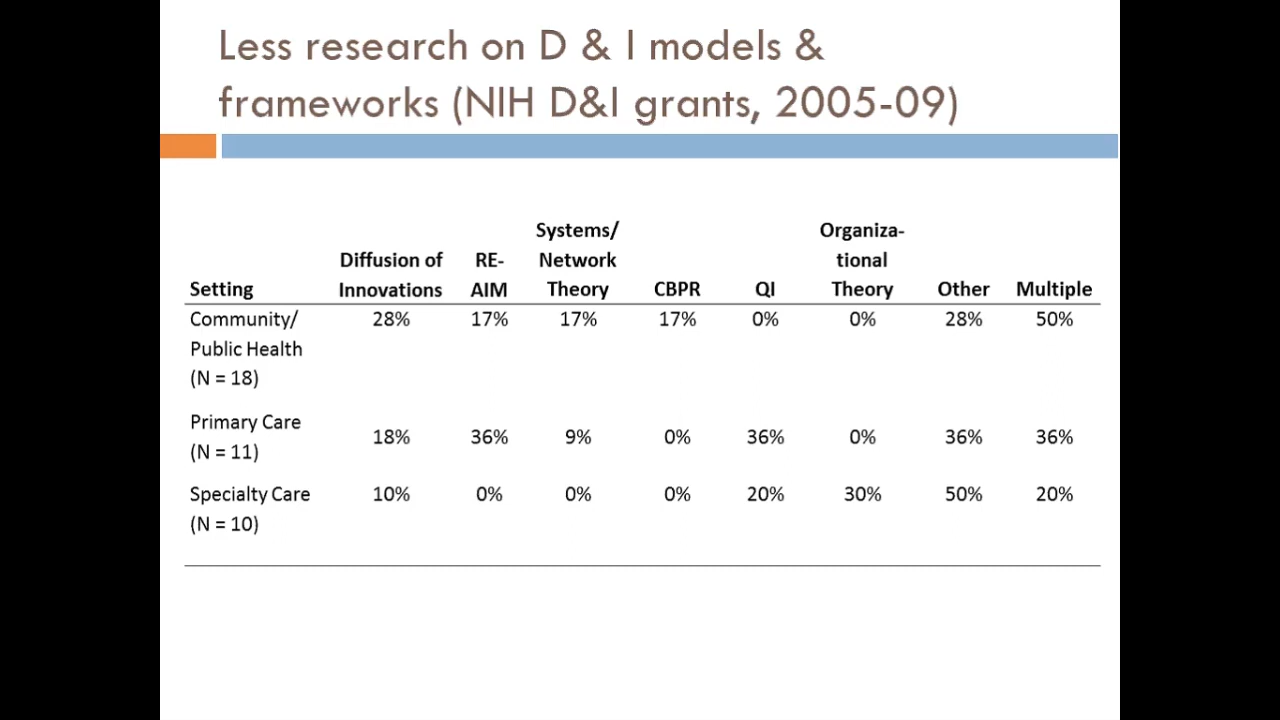 Less research on D & I models &
frameworks (NIH D&I grants, 2005-09)
Systems/ Organiza-
Diffusion of RE- Network tional
Setting Innovations AIM Theory CBPR QI Theory Other Multiple
Community/ 28% 17% 17% 17% 0% 0% 28% 50%
Public Health
(N = 18)
Primary Care
18% 36% 9% 0% 36% 0% 36% 36%
(N = 11)
Specialty Care 10% 0% 0% 0% 20% 30% 50% 20%
(N = 10)